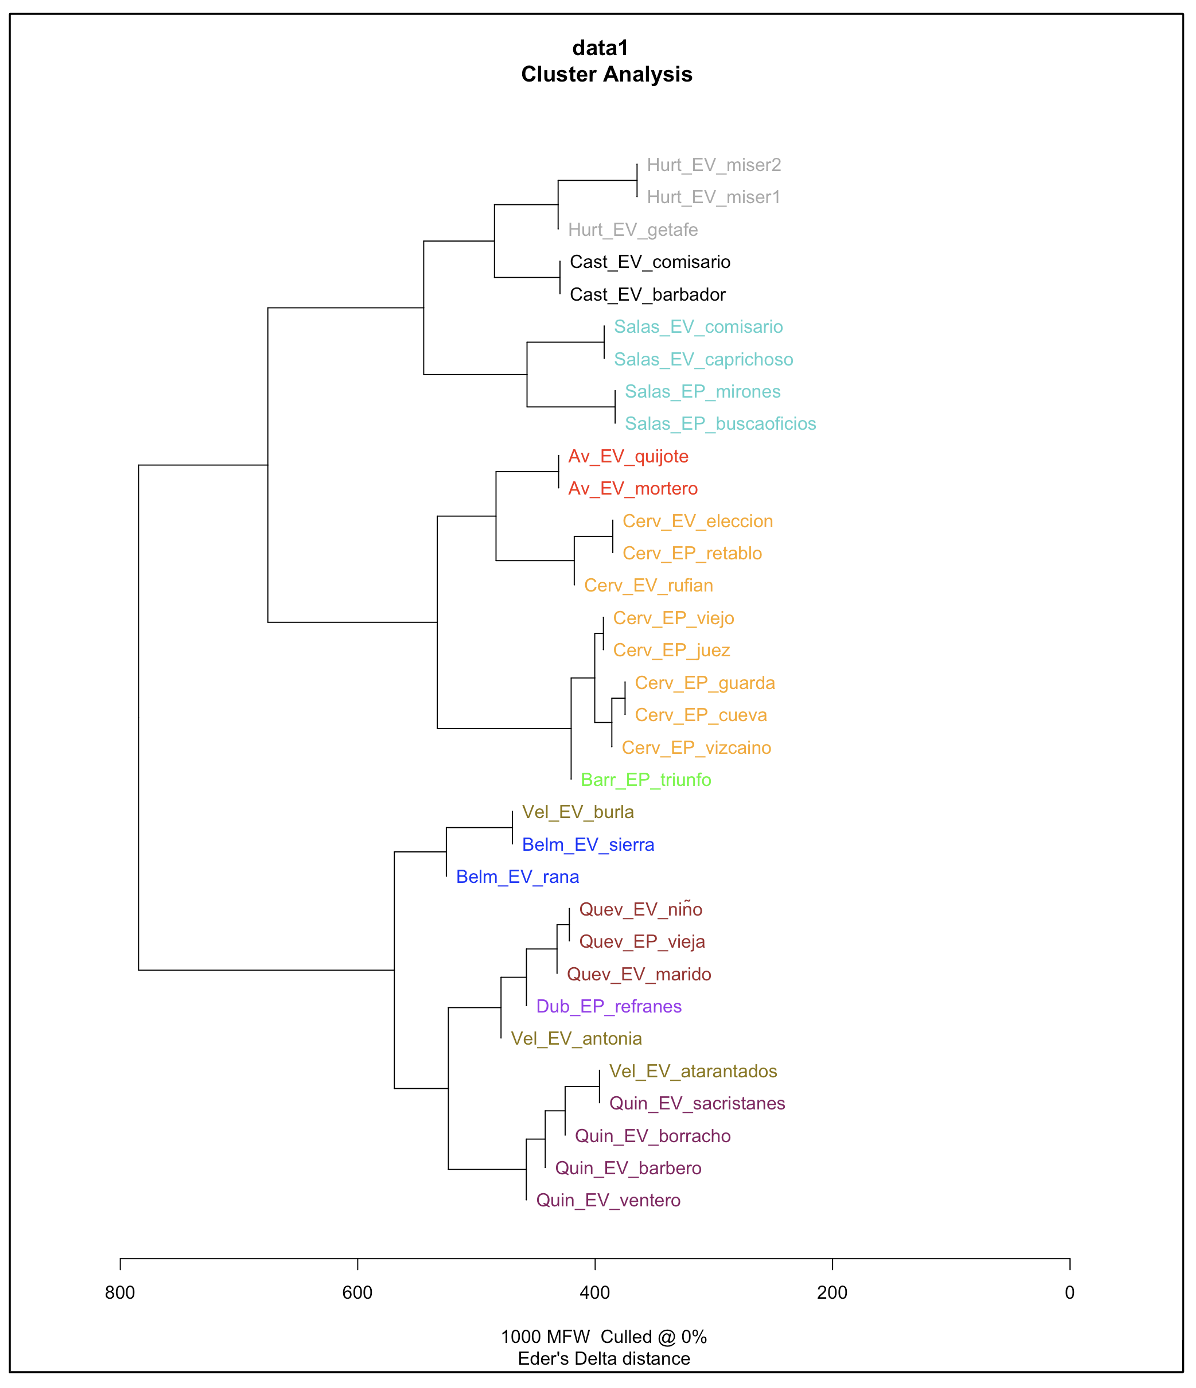 data1
Cluster Analysis
Hurt_EV_miser2
Hurt_EV_miser1
Hurt_EV_getafe
Cast_EV_comisario
Cast_EV_barbador
Salas_EV_comisario
Salas_EV_caprichoso
Salas_EP_mirones
Salas_EP_buscaoficios
Av_EV_quijote
Av_EV_mortero
Cerv_EV_eleccion
Cerv_EP_retablo
Cerv_EV_rufian
Cerv_EP_viejo
Cerv_EP_juez
Cerv_EP_guarda
Cerv_EP_cueva
Cerv_EP_vizcaino
Barr_EP_triunfo
Vel_EV_burla
Belm_EV_sierra
Belm_EV_rana
Quev_EV_niño
Quev_EP_vieja
Quev_EV_marido
Dub_EP_refranes
Vel_EV_antonia
Vel_EV_atarantados
Quin_EV_sacristanes
Quin_EV_borracho
Quin_EV_barbero
Quin_EV_ventero
800 600 400 200 0
1000 MFW Culled @ 0%
Eder's Delta distance